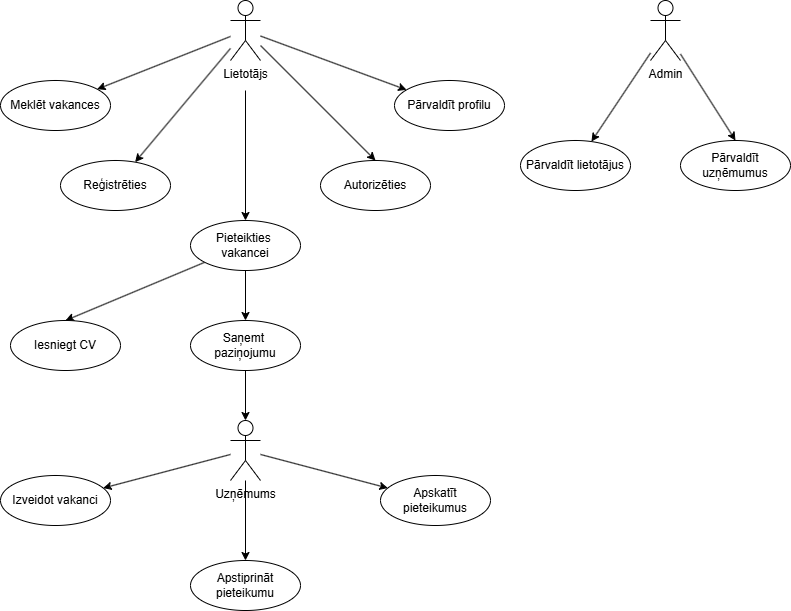 Lietotājs
Admin
Meklēt vakances
Pārvaldīt profilu
Reģistrēties
Autorizēties
Pārvaldīt lietotājus
Pārvaldīt
uzņēmumus
Pieteikties
vakancei
Iesniegt CV
Saņemt
paziņojumu
Uzņēmums
Izveidot vakanci
Apskatīt
pieteikumus
Apstiprināt
pieteikumu